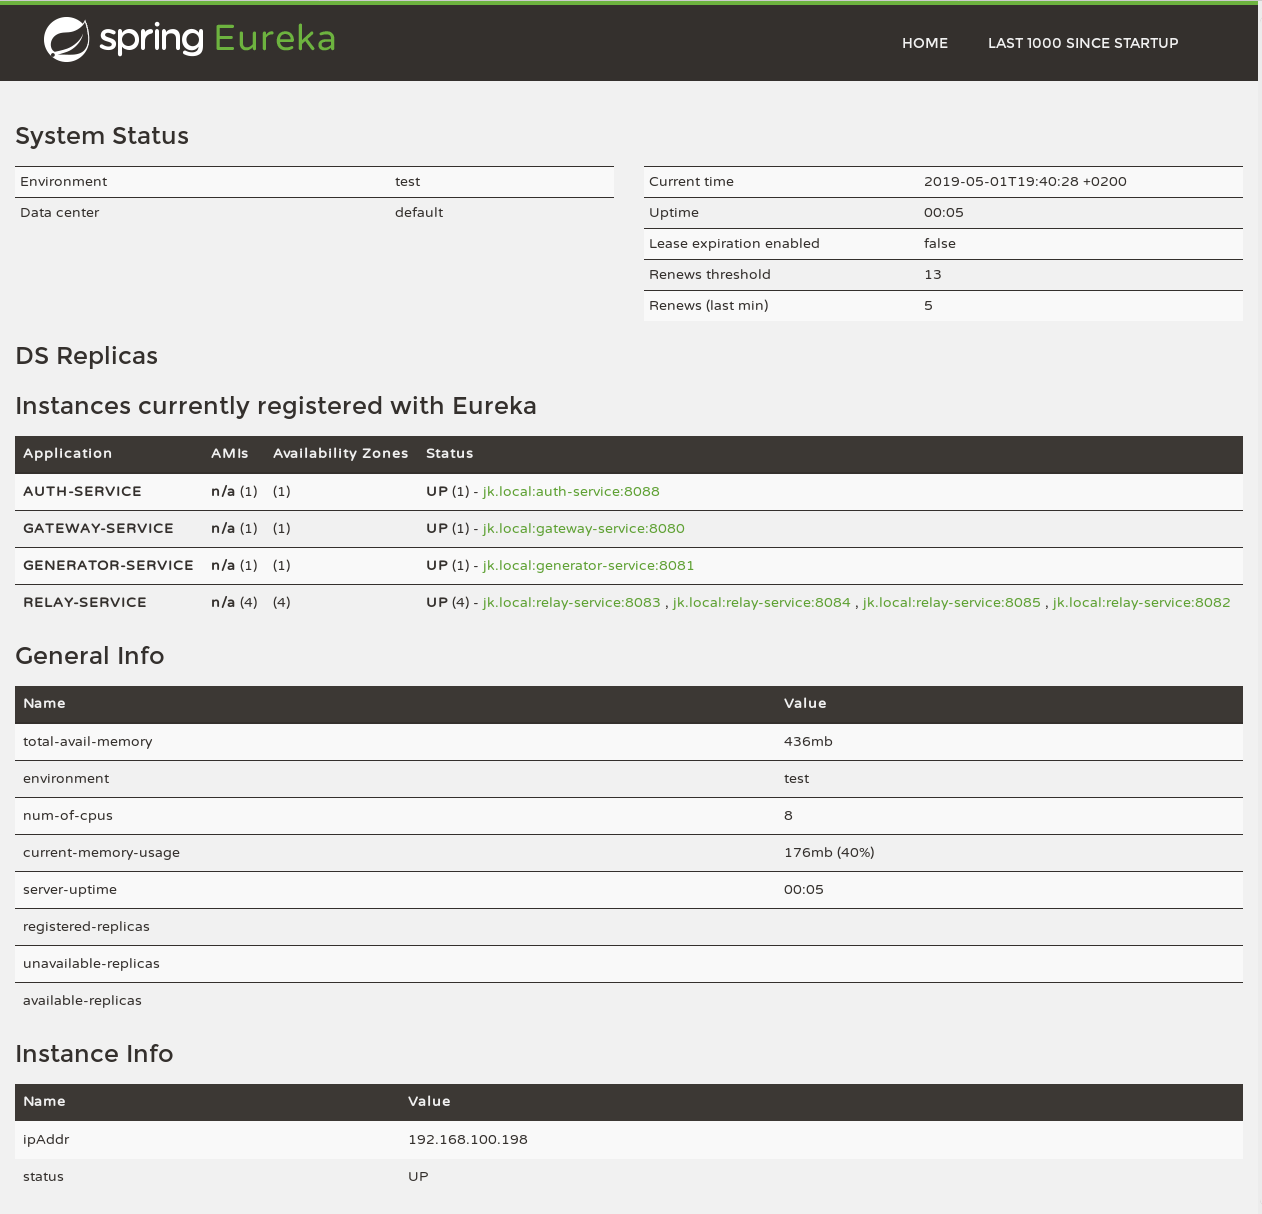 spring Eureka
HOME LAST 1000 SINCE STARTUP
System Status
Environment test
Data center default
Current time 2019-05-01T19:40:28 +0200
Uptime 00:05
Lease expiration enabled false
Renews threshold 13
Renews (last min) 5
DS Replicas
Instances currently registered with Eureka
Application AMIs Availability Zones Status
AUTH-SERVICE n/a (1) (1) UP (1) - jk.local:auth-service:8088
GATEWAY-SERVICE n/a (1) (1) UP (1) - jk.local:gateway-service:8080
GENERATOR-SERVICE n/a (1) (1) UP (1) - jk.local:generator-service:8081
RELAY-SERVICE n/a (4) (4) UP (4) - jk.local:relay-service:8083 , jk.local:relay-service:8084 , jk.local:relay-service:8085 , jk.local:relay-service:8082
General Info
Name Value
total-avail-memory 436mb
environment test
num-of-cpus 8
current-memory-usage 176mb (40%)
server-uptime 00:05
registered-replicas
unavailable-replicas
available-replicas
Instance Info
Name Value
ipAddr 192.168.100.198
status UP